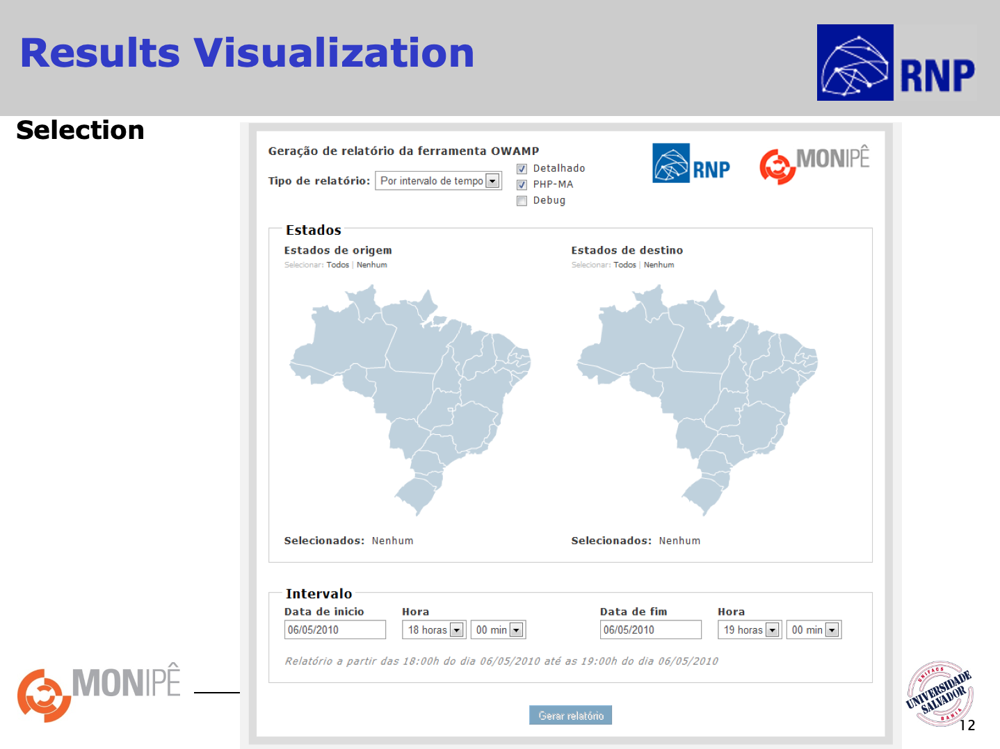 Results Visualization
RNP
Selection
Geração de relatório da ferramenta OWAMP
Tipo de relatório: Por intervalo de tempo
Detalhado
PHP-MA
Debug
RNP
MONIPÊ
Estados
Estados de origem
Selecionar: Todos | Nenhum
Estados de destino
Selecionar: Todos | Nenhum
Selecionados: Nenhum
Selecionados: Nenhum
Intervalo
Data de inicio Hora
06/05/2010 18 horas 00 min
Data de fim Hora
06/05/2010 19 horas 00 min
Relatório a partir das 18:00h do dia 06/05/2010 até as 19:00h do dia 06/05/2010
Gerar relatório
MONIPÊ
UNIFACS
UNIVERSIDADE
SALVADOR
BAHIA
12